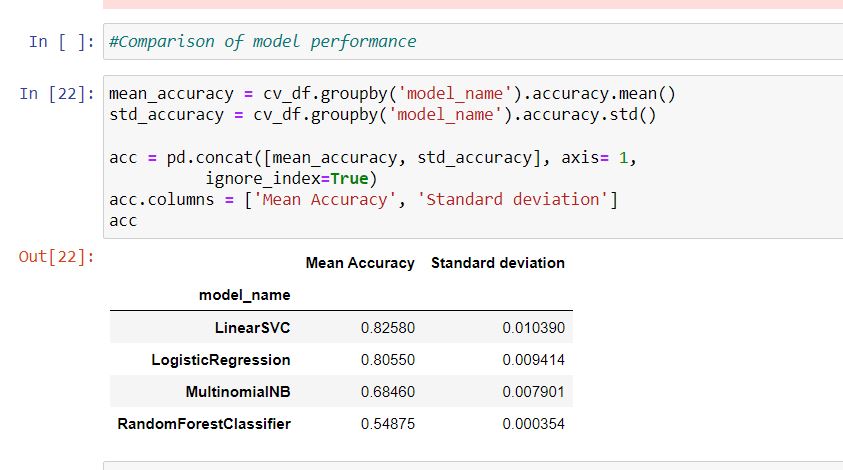 In [ ]: #Comparison of model performance
In [22]: mean_accuracy = cv_df.groupby('model_name').accuracy.mean()
std_accuracy = cv_df.groupby('model_name').accuracy.std()
acc = pd.concat([mean_accuracy, std_accuracy], axis= 1,
ignore_index=True)
acc.columns = ['Mean Accuracy', 'Standard deviation']
acc
Out[22]:
Mean Accuracy Standard deviation
model_name
LinearSVC 0.82580 0.010390
LogisticRegression 0.80550 0.009414
MultinomialNB 0.68460 0.007901
RandomForestClassifier 0.54875 0.000354